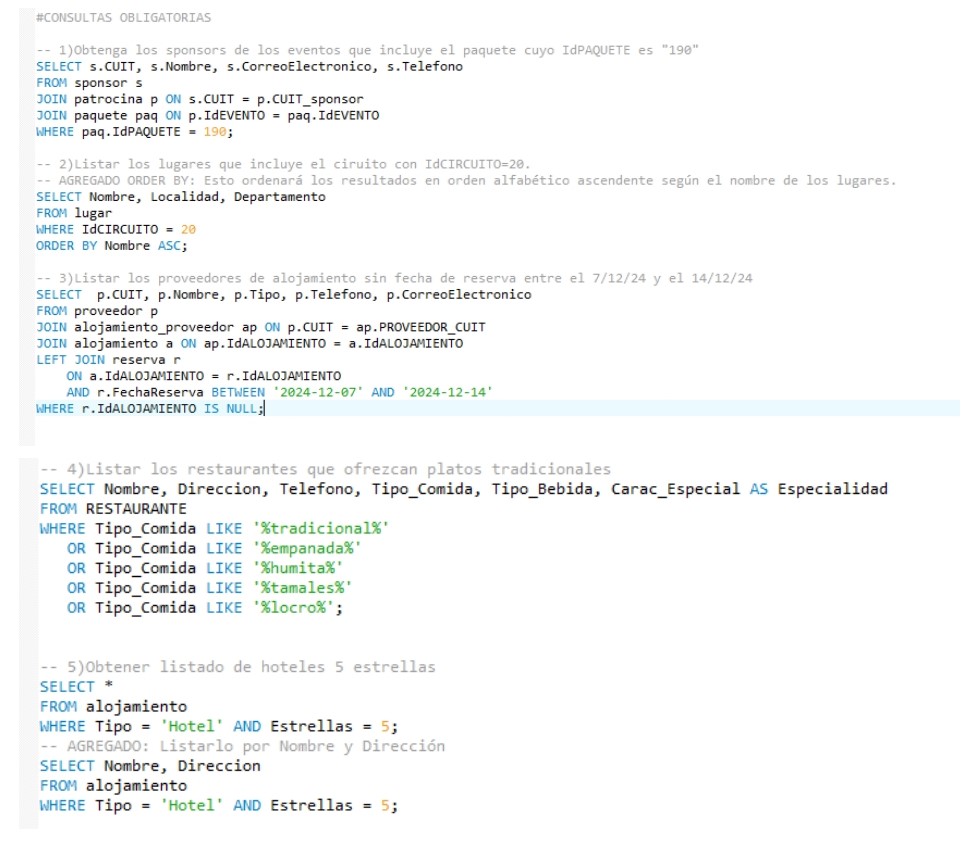 #CONSULTAS OBLIGATORIAS
-- 1)Obtenga los sponsors de los eventos que incluye el paquete cuyo IdPAQUETE es "190"
SELECT s.CUIT, s.Nombre, s.CorreoElectronico, s.Telefono
FROM sponsor s
JOIN patrocina p ON s.CUIT = p.CUIT_sponsor
JOIN paquete paq ON p.IdEVENTO = paq.IdEVENTO
WHERE paq.IdPAQUETE = 190;
-- 2)Listar los lugares que incluye el ciruito con IdCIRCUITO=20.
-- AGREGADO ORDER BY: Esto ordenará los resultados en orden alfabético ascendente según el nombre de los lugares.
SELECT Nombre, Localidad, Departamento
FROM lugar
WHERE IdCIRCUITO = 20
ORDER BY Nombre ASC;
-- 3)Listar los proveedores de alojamiento sin fecha de reserva entre el 7/12/24 y el 14/12/24
SELECT  p.CUIT, p.Nombre, p.Tipo, p.Telefono, p.CorreoElectronico
FROM proveedor p
JOIN alojamiento_proveedor ap ON p.CUIT = ap.PROVEEDOR_CUIT
JOIN alojamiento a ON ap.IdALOJAMIENTO = a.IdALOJAMIENTO
LEFT JOIN reserva r
    ON a.IdALOJAMIENTO = r.IdALOJAMIENTO
    AND r.FechaReserva BETWEEN '2024-12-07' AND '2024-12-14'
WHERE r.IdALOJAMIENTO IS NULL;
-- 4)Listar los restaurantes que ofrezcan platos tradicionales
SELECT Nombre, Direccion, Telefono, Tipo_Comida, Tipo_Bebida, Carac_Especial AS Especialidad
FROM RESTAURANTE
WHERE Tipo_Comida LIKE '%tradicional%'
   OR Tipo_Comida LIKE '%empanada%'
   OR Tipo_Comida LIKE '%humita%'
   OR Tipo_Comida LIKE '%tamales%'
   OR Tipo_Comida LIKE '%locro%';
-- 5)Obtener listado de hoteles 5 estrellas
SELECT *
FROM alojamiento
WHERE Tipo = 'Hotel' AND Estrellas = 5;
-- AGREGADO: Listarlo por Nombre y Dirección
SELECT Nombre, Direccion
FROM alojamiento
WHERE Tipo = 'Hotel' AND Estrellas = 5;